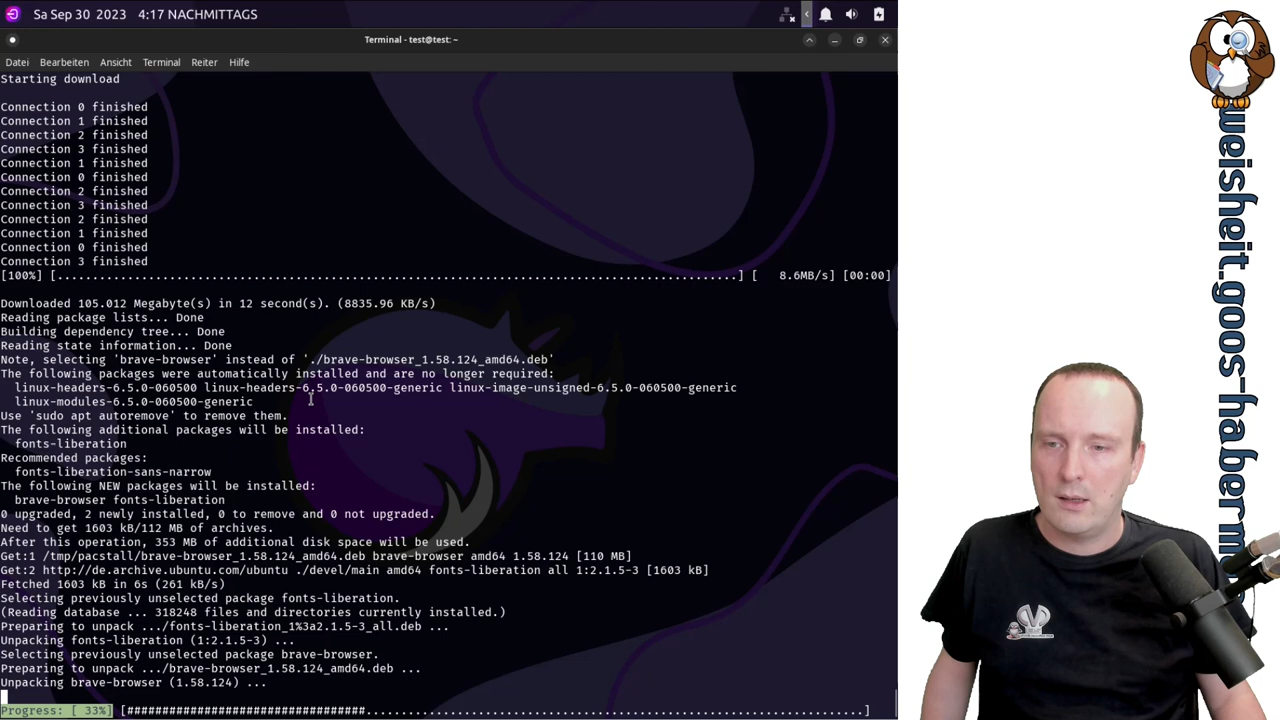 Sa Sep 30 2023 4:17 NACHMITTAGS
Terminal - test@test: ~
Datei Bearbeiten Ansicht Terminal Reiter Hilfe
Starting download
Connection 0 finished
Connection 1 finished
Connection 2 finished
Connection 3 finished
Connection 1 finished
Connection 0 finished
Connection 2 finished
Connection 3 finished
Connection 2 finished
Connection 1 finished
Connection 0 finished
Connection 3 finished
[100%] [..................................................................................................] [ 8.6MB/s] [00:00]
Downloaded 105.012 Megabyte(s) in 12 second(s). (8835.96 KB/s)
Reading package lists... Done
Building dependency tree... Done
Reading state information... Done
Note, selecting 'brave-browser' instead of './brave-browser_1.58.124_amd64.deb'
The following packages were automatically installed and are no longer required:
linux-headers-6.5.0-060500 linux-headers-6.5.0-060500-generic linux-image-unsigned-6.5.0-060500-generic
linux-modules-6.5.0-060500-generic
Use 'sudo apt autoremove' to remove them.
The following additional packages will be installed:
fonts-liberation
Recommended packages:
fonts-liberation-sans-narrow
The following NEW packages will be installed:
brave-browser fonts-liberation
0 upgraded, 2 newly installed, 0 to remove and 0 not upgraded.
Need to get 1603 kB/112 MB of archives.
After this operation, 353 MB of additional disk space will be used.
Get:1 /tmp/pacstall/brave-browser_1.58.124_amd64.deb brave-browser amd64 1.58.124 [110 MB]
Get:2 http://de.archive.ubuntu.com/ubuntu ./devel/main amd64 fonts-liberation all 1:2.1.5-3 [1603 kB]
Fetched 1603 kB in 6s (261 kB/s)
Selecting previously unselected package fonts-liberation.
(Reading database ... 318248 files and directories currently installed.)
Preparing to unpack .../fonts-liberation_1%3a2.1.5-3_all.deb ...
Unpacking fonts-liberation (1:2.1.5-3) ...
Selecting previously unselected package brave-browser.
Preparing to unpack .../brave-browser_1.58.124_amd64.deb ...
Unpacking brave-browser (1.58.124) ...
Progress: [ 33%] [##################################.......................................................................]